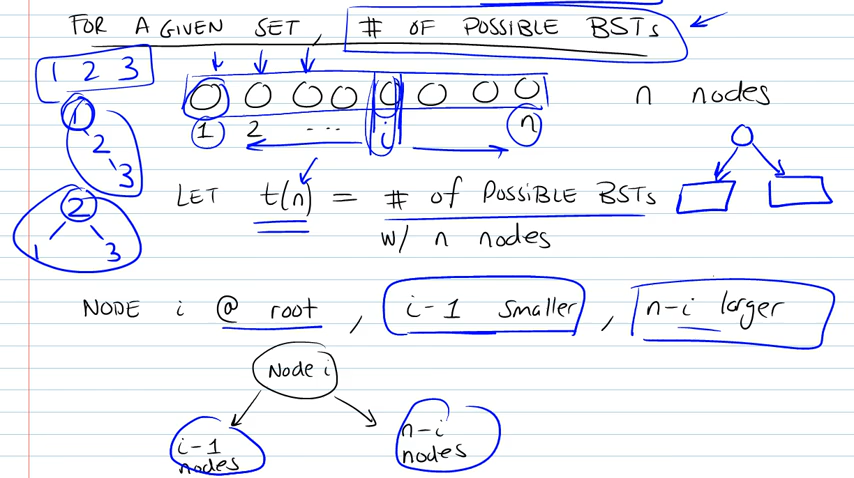 FOR A GIVEN SET, # OF POSSIBLE BSTs
1 2 3
1
2
3
2
1 3
1 2 ... i n
n nodes
LET t(n) = # of POSSIBLE BSTs
w/ n nodes
NODE i @ root, i-1 smaller, n-i larger
Node i
i-1
nodes
n-i
nodes